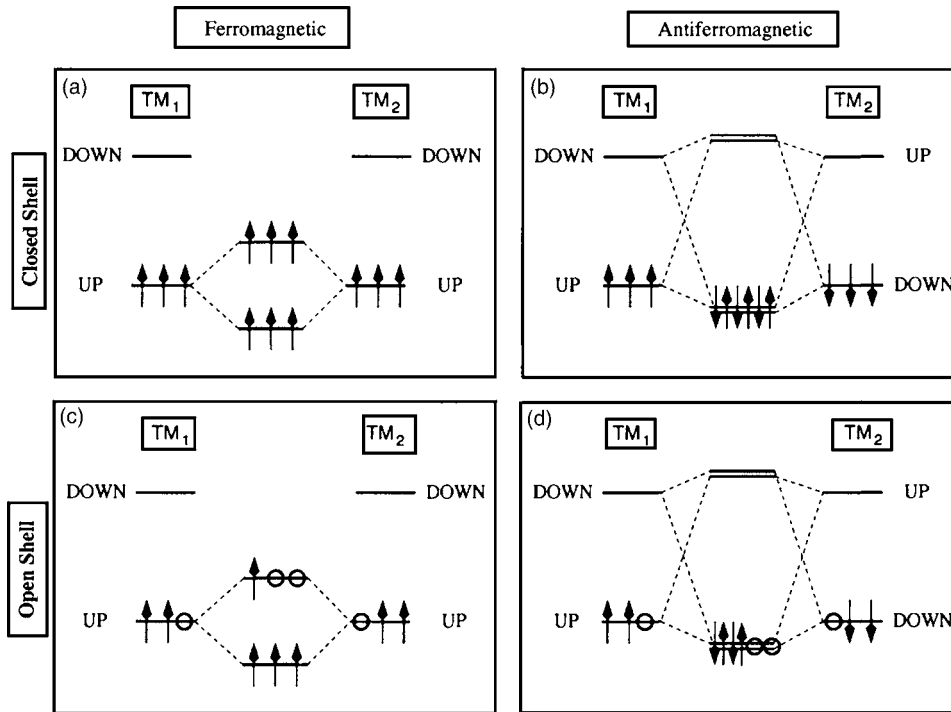 Ferromagnetic
Antiferromagnetic
Closed Shell
(a)
TM1
TM2
DOWN
DOWN
UP
UP
(b)
TM1
TM2
DOWN
UP
UP
DOWN
Open Shell
(c)
TM1
TM2
DOWN
DOWN
UP
UP
(d)
TM1
TM2
DOWN
UP
UP
DOWN